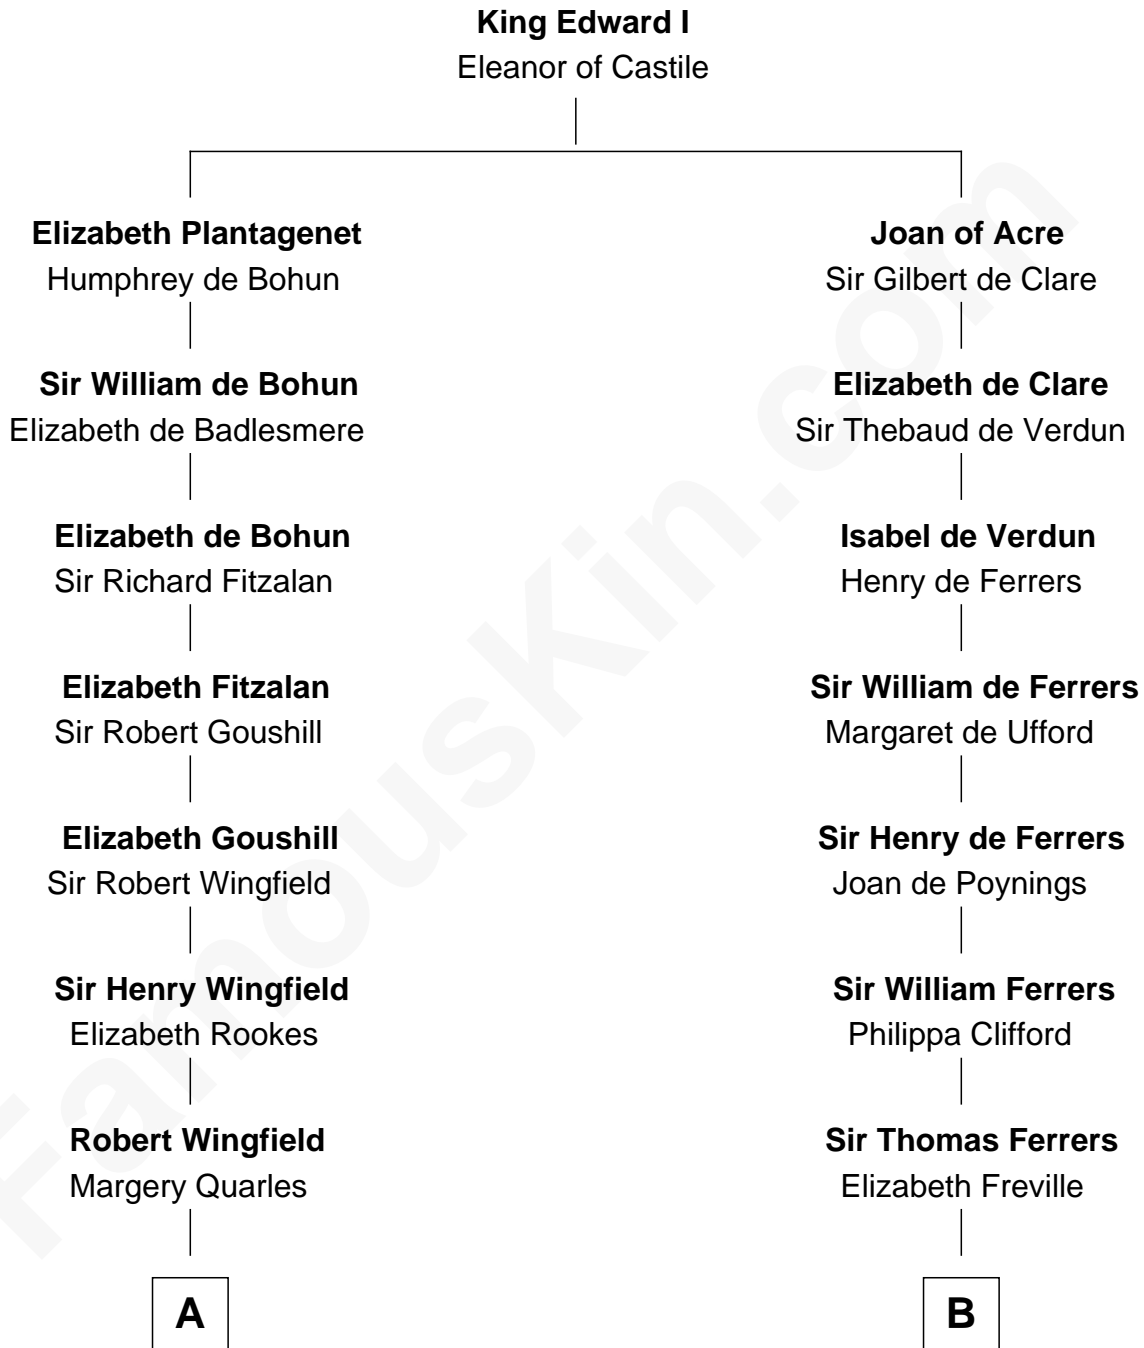 King Edward I
Eleanor of Castile
Elizabeth Plantagenet
Humphrey de Bohun
Joan of Acre
Sir Gilbert de Clare
Sir William de Bohun
Elizabeth de Badlesmere
Elizabeth de Clare
Sir Thebaud de Verdun
Elizabeth de Bohun
Sir Richard Fitzalan
Isabel de Verdun
Henry de Ferrers
Elizabeth Fitzalan
Sir Robert Goushill
Sir William de Ferrers
Margaret de Ufford
Elizabeth Goushill
Sir Robert Wingfield
Sir Henry de Ferrers
Joan de Poynings
Sir Henry Wingfield
Elizabeth Rookes
Sir William Ferrers
Philippa Clifford
Robert Wingfield
Margery Quarles
Sir Thomas Ferrers
Elizabeth Freville
A
B
FamousKin.com